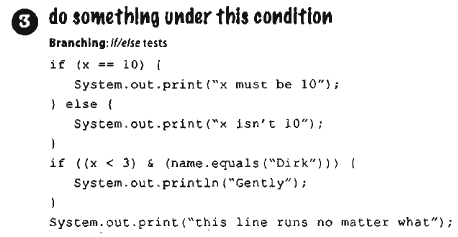 3 do something under this condition
Branching: if/else tests
if (x == 10) {
   System.out.print("x must be 10");
} else {
   System.out.print("x isn't 10");
}
if ((x < 3) & (name.equals("Dirk"))) {
   System.out.println("Gently");
}
System.out.print("this line runs no matter what");